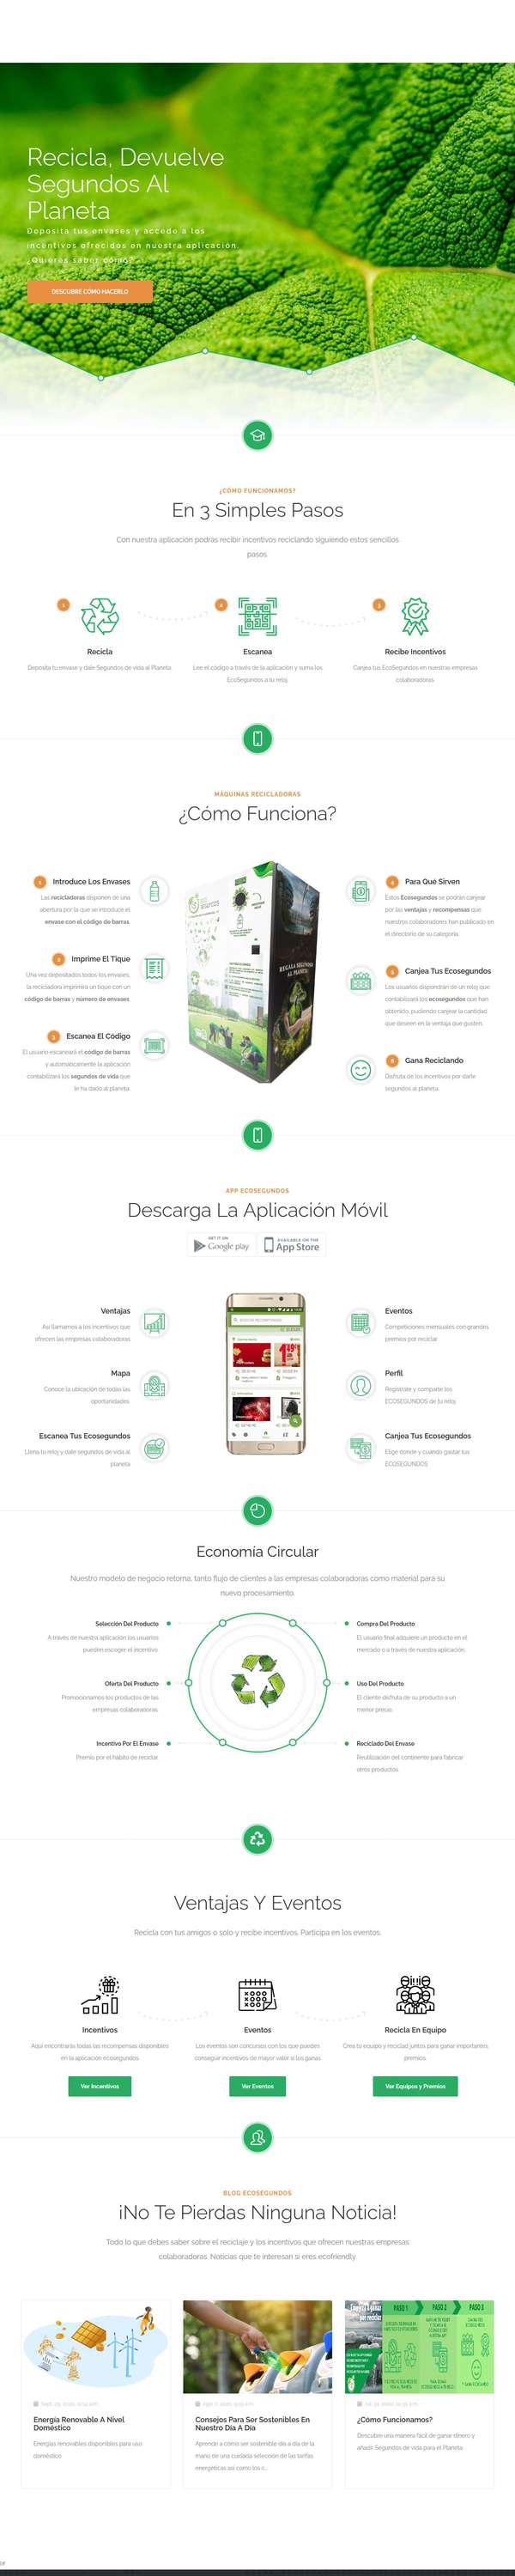 Recicla, Devuelve
Segundos Al
Planeta
Deposita tus envases y accede a los
incentivos ofrecidos en nuestra aplicación.
¿Quieres saber cómo?
DESCUBRE CÓMO HACERLO
¿CÓMO FUNCIONAMOS?
En 3 Simples Pasos
Con nuestra aplicación podrás recibir incentivos reciclando siguiendo estos sencillos
pasos.
1
Recicla
Deposita tu envase y dale Segundos de vida al Planeta
2
Escanea
Lee el código a través de la aplicación y suma los
EcoSegundos a tu reloj
3
Recibe Incentivos
Canjea tus EcoSegundos en nuestras empresas
colaboradoras
MÁQUINAS RECICLADORAS
¿Cómo Funciona?
1 Introduce Los Envases
Las recicladoras disponen de una
abertura por la que se introduce el
envase con el código de barras.
2 Imprime El Tique
Una vez depositados todos los envases,
la recicladora imprimirá un tique con un
código de barras y número de envases.
3 Escanea El Código
El usuario escaneará el código de barras
y automáticamente la aplicación
contabilizará los segundos de vida que
le ha dado al planeta.
REGALA SEGUNDOS
AL PLANETA
4 Para Qué Sirven
Estos Ecosegundos se podrán canjear
por las ventajas y recompensas que
nuestros colaboradores han publicado en
el directorio de su categoría.
5 Canjea Tus Ecosegundos
Los usuarios dispondrán de un reloj que
contabilizará los ecosegundos que han
obtenido, pudiendo canjear la cantidad
que deseen en la ventaja que gusten.
6 Gana Reciclando
Disfruta de los incentivos por darle
segundos al planeta.
APP ECOSEGUNDOS
Descarga La Aplicación Móvil
GET IT ON
Google play
AVAILABLE ON THE
App Store
Ventajas
Así llamamos a los incentivos que
ofrecen las empresas colaboradoras
Mapa
Conoce la ubicación de todas las
oportunidades.
Escanea Tus Ecosegundos
Llena tu reloj y dale segundos de vida al
planeta
Eventos
Competiciones mensuales con grandes
premios por reciclar
Perfil
Regístrate y comparte los
ECOSEGUNDOS de tu reloj
Canjea Tus Ecosegundos
Elige dónde y cuándo gastar tus
ECOSEGUNDOS
Economía Circular
Nuestro modelo de negocio retorna, tanto flujo de clientes a las empresas colaboradoras como material para su
nuevo procesamiento.
Selección Del Producto
A través de nuestra aplicación los usuarios
pueden escoger el incentivo.
Oferta Del Producto
Promocionamos los productos de las
empresas colaboradoras.
Incentivo Por El Envase
Premio por el hábito de reciclar.
Compra Del Producto
El usuario final adquiere un producto en el
mercado o a través de nuestra aplicación.
Uso Del Producto
El cliente disfruta de su producto a un
menor precio.
Reciclado Del Envase
Reutilización del continente para fabricar
otros productos.
Ventajas Y Eventos
Recicla con tus amigos o solo y recibe incentivos. Participa en los eventos.
Incentivos
Aquí encontrarás todas las recompensas disponibles
en la aplicación ecosegundos
Ver Incentivos
Eventos
Los eventos son concursos con los que puedes
conseguir incentivos de mayor valor si los ganas
Ver Eventos
Recicla En Equipo
Crea tu equipo y reciclad juntos para ganar importantes
premios
Ver Equipos y Premios
BLOG ECOSEGUNDOS
¡No Te Pierdas Ninguna Noticia!
Todo lo que debes saber sobre el reciclaje y los incentivos que ofrecen nuestras empresas
colaboradoras. Noticias que te interesan si eres ecofriendly.
Energía Renovable A Nivel
Doméstico
Energías renovables disponibles para uso
doméstico
Consejos Para Ser Sostenibles En
Nuestro Día A Día
Aprende a cómo ser sostenible día a día de la
mano de una cuidada selección de las tarifas
energéticas así como los c...
PASO 1
PASO 2
PASO 3
¿Cómo Funcionamos?
Descubre una manera fácil de ganar dinero y
añadir Segundos de vida para el Planeta